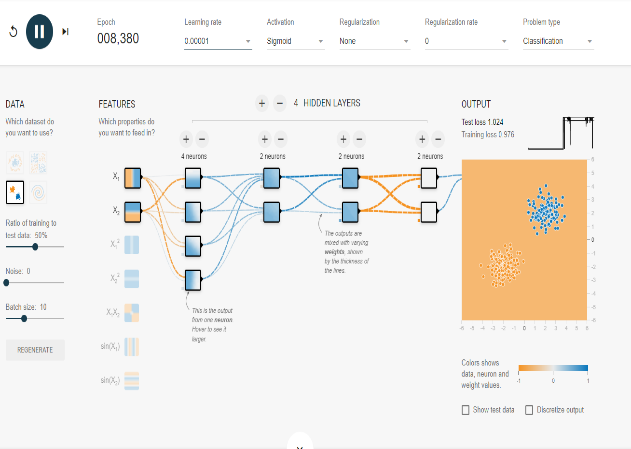 Epoch
008,380
Learning rate
0.00001
Activation
Sigmoid
Regularization
None
Regularization rate
0
Problem type
Classification
DATA
Which dataset do
you want to use?
Ratio of training to
test data: 50%
Noise: 0
Batch size: 10
REGENERATE
FEATURES
Which properties do
you want to feed in?
X₁
X₂
X₁²
X₂²
X₁X₂
sin(X₁)
sin(X₂)
+ − 4 HIDDEN LAYERS
+ − + − + − + −
4 neurons
2 neurons
2 neurons
2 neurons
This is the output
from one neuron.
Hover to see it
larger.
The outputs are
mixed with varying
weights, shown
by the thickness of
the lines.
OUTPUT
Test loss 1.024
Training loss 0.976
6
5
4
3
2
1
0
-1
-2
-3
-4
-5
-6
-6 -5 -4 -3 -2 -1 0 1 2 3 4 5 6
Colors shows
data, neuron and
weight values.
-1 0 1
Show test data
Discretize output